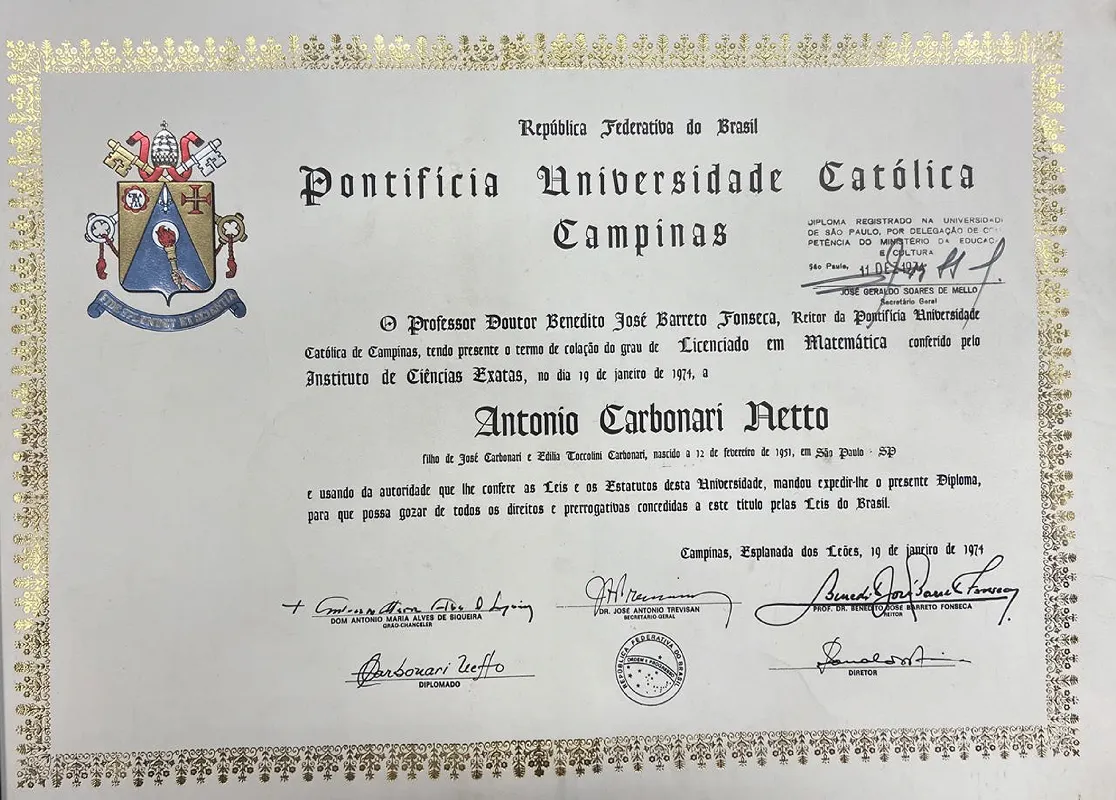 República Federativa do Brasil
Pontifícia Universidade Católica
Campinas
DIPLOMA REGISTRADO NA UNIVERSIDADE
DE SÃO PAULO, POR DELEGAÇÃO DE
PETÊNCIA DO MINISTÉRIO DA EDUCAÇ
E CULTURA
São Paulo, 11 DEZ 1974
JOSÉ GERALDO SOARES DE MELLO
Secretário Geral
O Professor Doutor Benedito José Barreto Fonseca, Reitor da Pontifícia Universidade
Católica de Campinas, tendo presente o termo de colação do grau de Licenciado em Matemática conferido pelo
Instituto de Ciências Exatas, no dia 19 de janeiro de 1974, a
Antonio Carbonari Netto
filho de José Carbonari e Edilia Toccolini Carbonari, nascido a 12 de fevereiro de 1951, em São Paulo - SP
e usando da autoridade que lhe confere as Leis e os Estatutos desta Universidade, mandou expedir-lhe o presente Diploma,
para que possa gozar de todos os direitos e prerrogativas concedidas a este título pelas Leis do Brasil.
Campinas, Esplanada dos Leões, 19 de janeiro de 1974
DOM ANTONIO MARIA ALVES DE SIQUEIRA
GRÃO-CHANCELER
DR. JOSE ANTONIO TREVISAN
SECRETÁRIO GERAL
Benedito José Barreto Fonseca
PROF. DR. BENEDITO JOSÉ BARRETO FONSECA
REITOR
Carbonari Netto
DIPLOMADO
REPÚBLICA FEDERATIVA DO BRASIL
ORDEM E PROGRESSO
DIRETOR